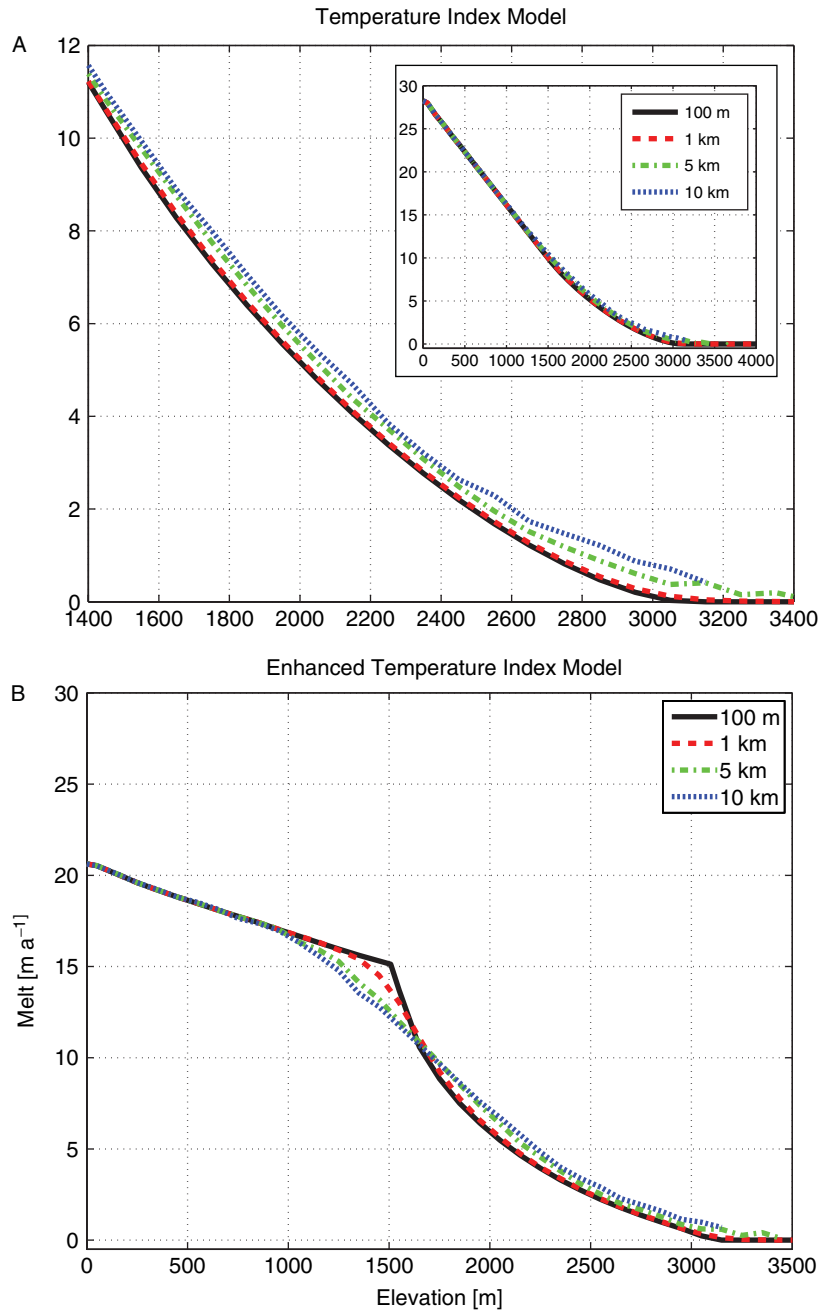 Temperature Index Model
A
12
10
8
6
4
2
0
1400 1600 1800 2000 2200 2400 2600 2800 3000 3200 3400
30
25
20
15
10
5
0
0 500 1000 1500 2000 2500 3000 3500 4000
100 m
1 km
5 km
10 km
Enhanced Temperature Index Model
B
30
25
20
15
10
5
0
Melt [m a⁻¹]
100 m
1 km
5 km
10 km
0 500 1000 1500 2000 2500 3000 3500
Elevation [m]